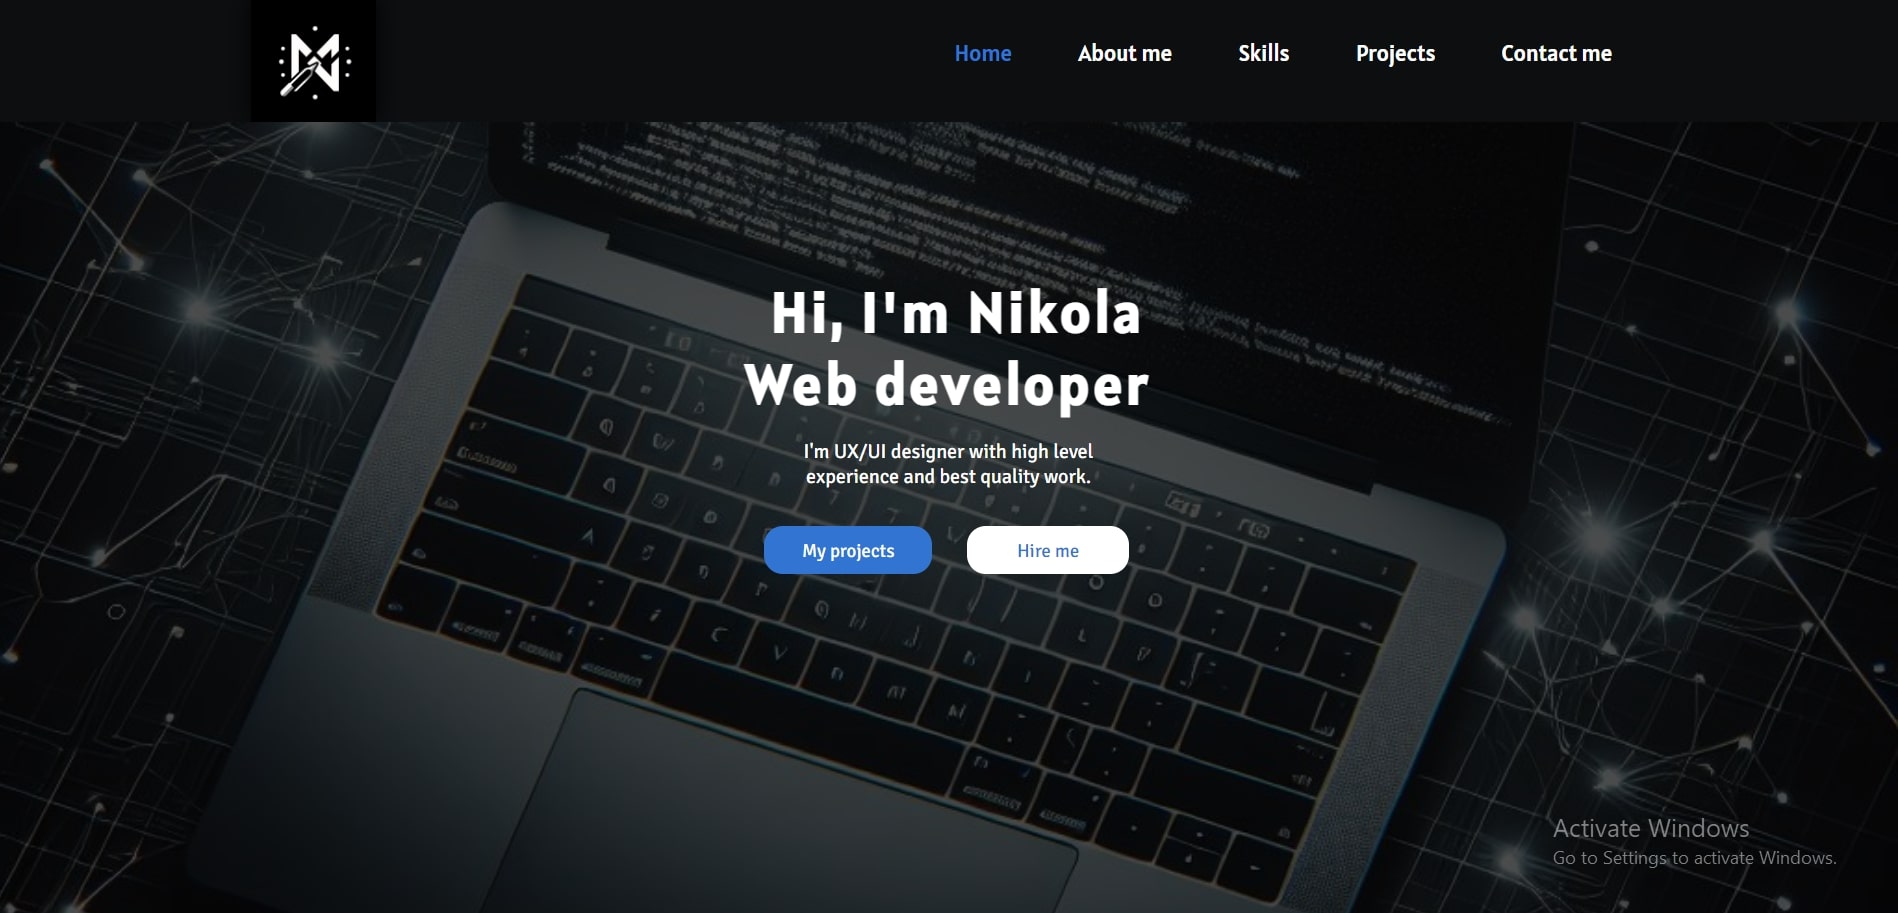 Home About me Skills Projects Contact me
Hi, I'm Nikola
Web developer
I'm UX/UI designer with high level
experience and best quality work.
My projects Hire me
Activate Windows
Go to Settings to activate Windows.